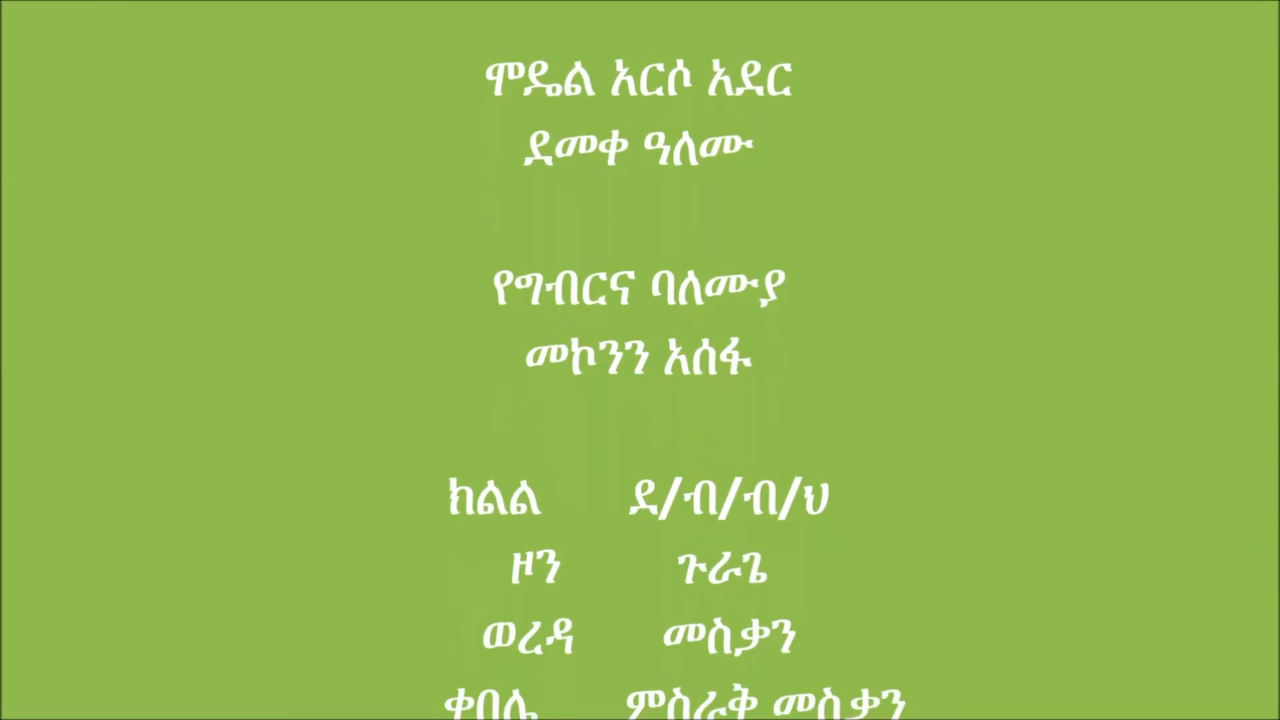 ሞዴል አርሶ አደር
ደመቀ ዓለሙ
የግብርና ባለሙያ
መኮንን አሰፋ
ክልል ደ/ብ/ብ/ህ
ዞን ጉራጌ
ወረዳ መስቃን
ቀበሌ ምስራቅ መስቃን